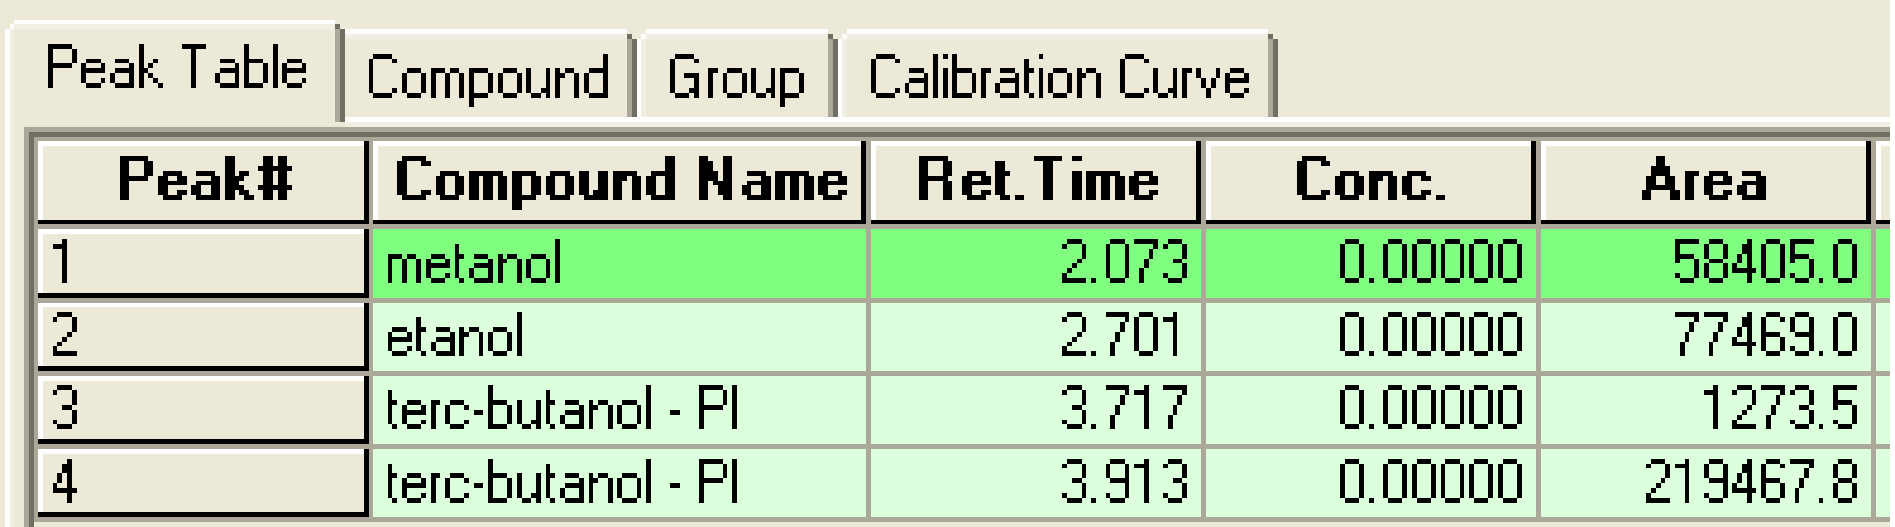 Peak Table Compound Group Calibration Curve
Peak# Compound Name Ret.Time Conc. Area
1 metanol 2.073 0.00000 58405.0
2 etanol 2.701 0.00000 77469.0
3 terc-butanol - PI 3.717 0.00000 1273.5
4 terc-butanol - PI 3.913 0.00000 219467.8